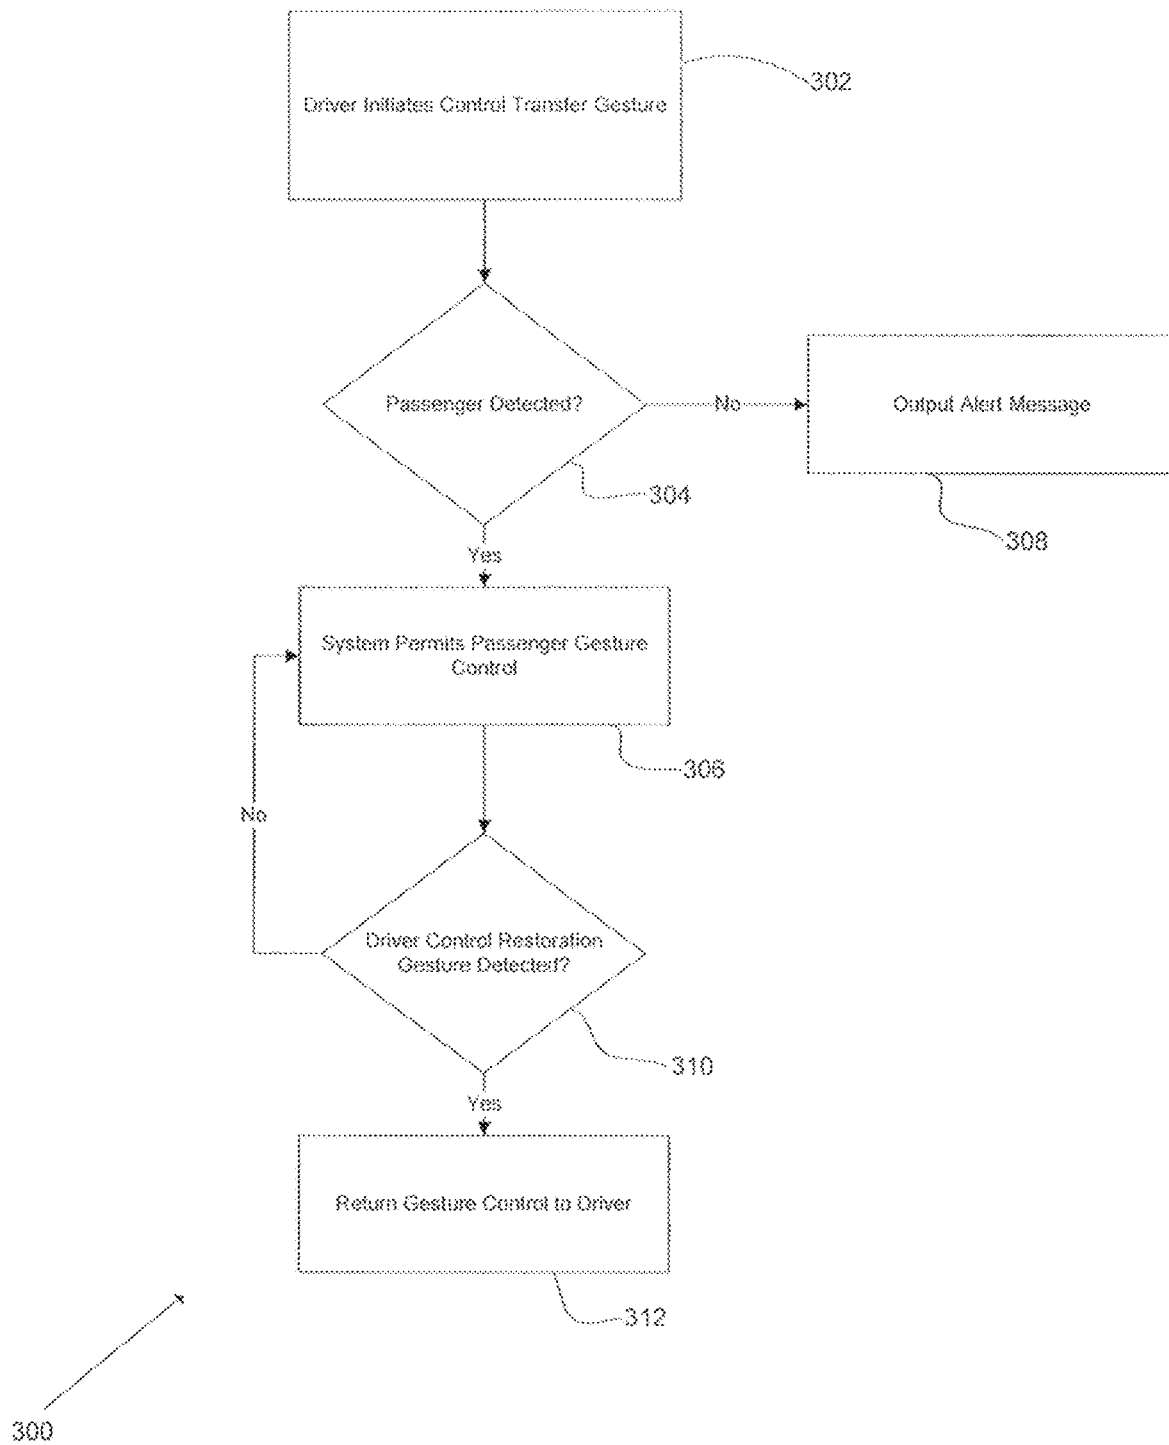 Driver Initiates Control Transfer Gesture
302
Passenger Detected?
No
Output Alert Message
304
308
Yes
System Permits Passenger Gesture
Control
306
No
Driver Control Restoration
Gesture Detected?
310
Yes
Return Gesture Control to Driver
312
300